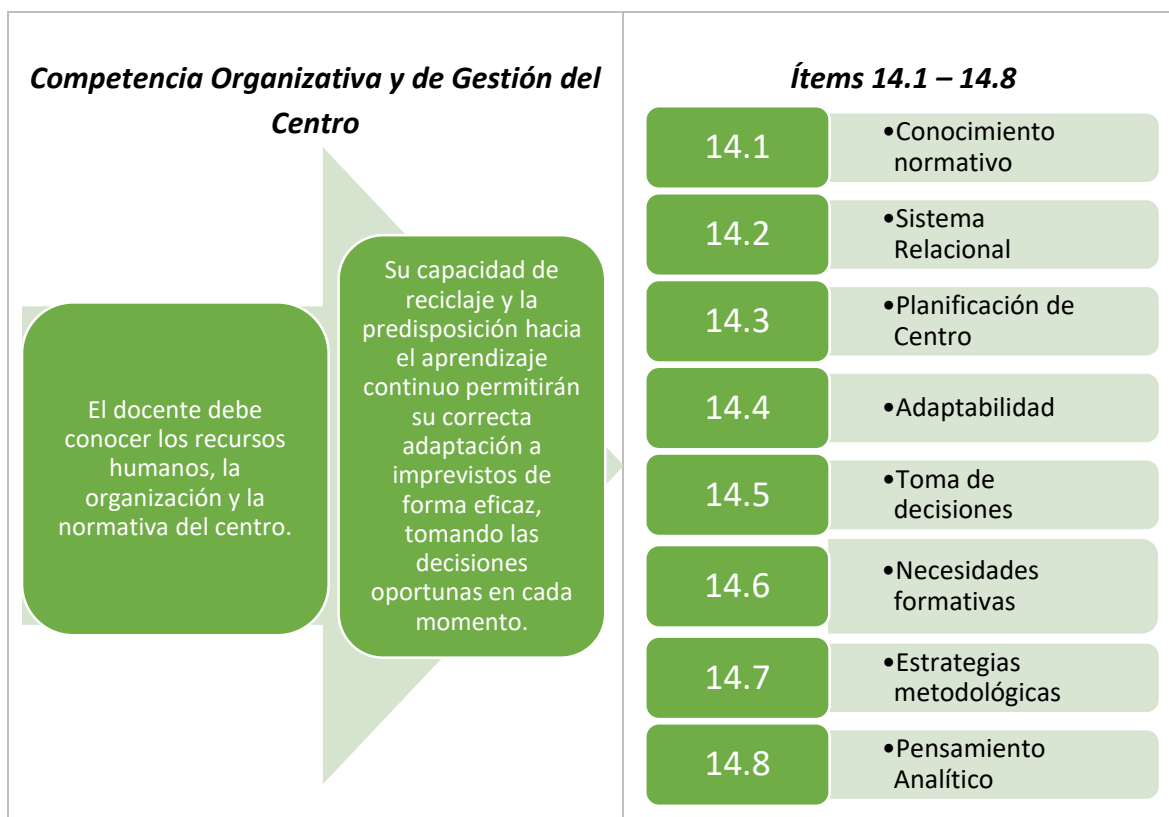 Competencia Organizativa y de Gestión del
Centro
El docente debe
conocer los recursos
humanos, la
organización y la
normativa del centro.
Su capacidad de
reciclaje y la
predisposición hacia
el aprendizaje
continuo permitirán
su correcta
adaptación a
imprevistos de
forma eficaz,
tomando las
decisiones
oportunas en cada
momento.
Ítems 14.1 – 14.8
14.1
•Conocimiento
normativo
14.2
•Sistema
Relacional
14.3
•Planificación de
Centro
14.4
•Adaptabilidad
14.5
•Toma de
decisiones
14.6
•Necesidades
formativas
14.7
•Estrategias
metodológicas
14.8
•Pensamiento
Analítico